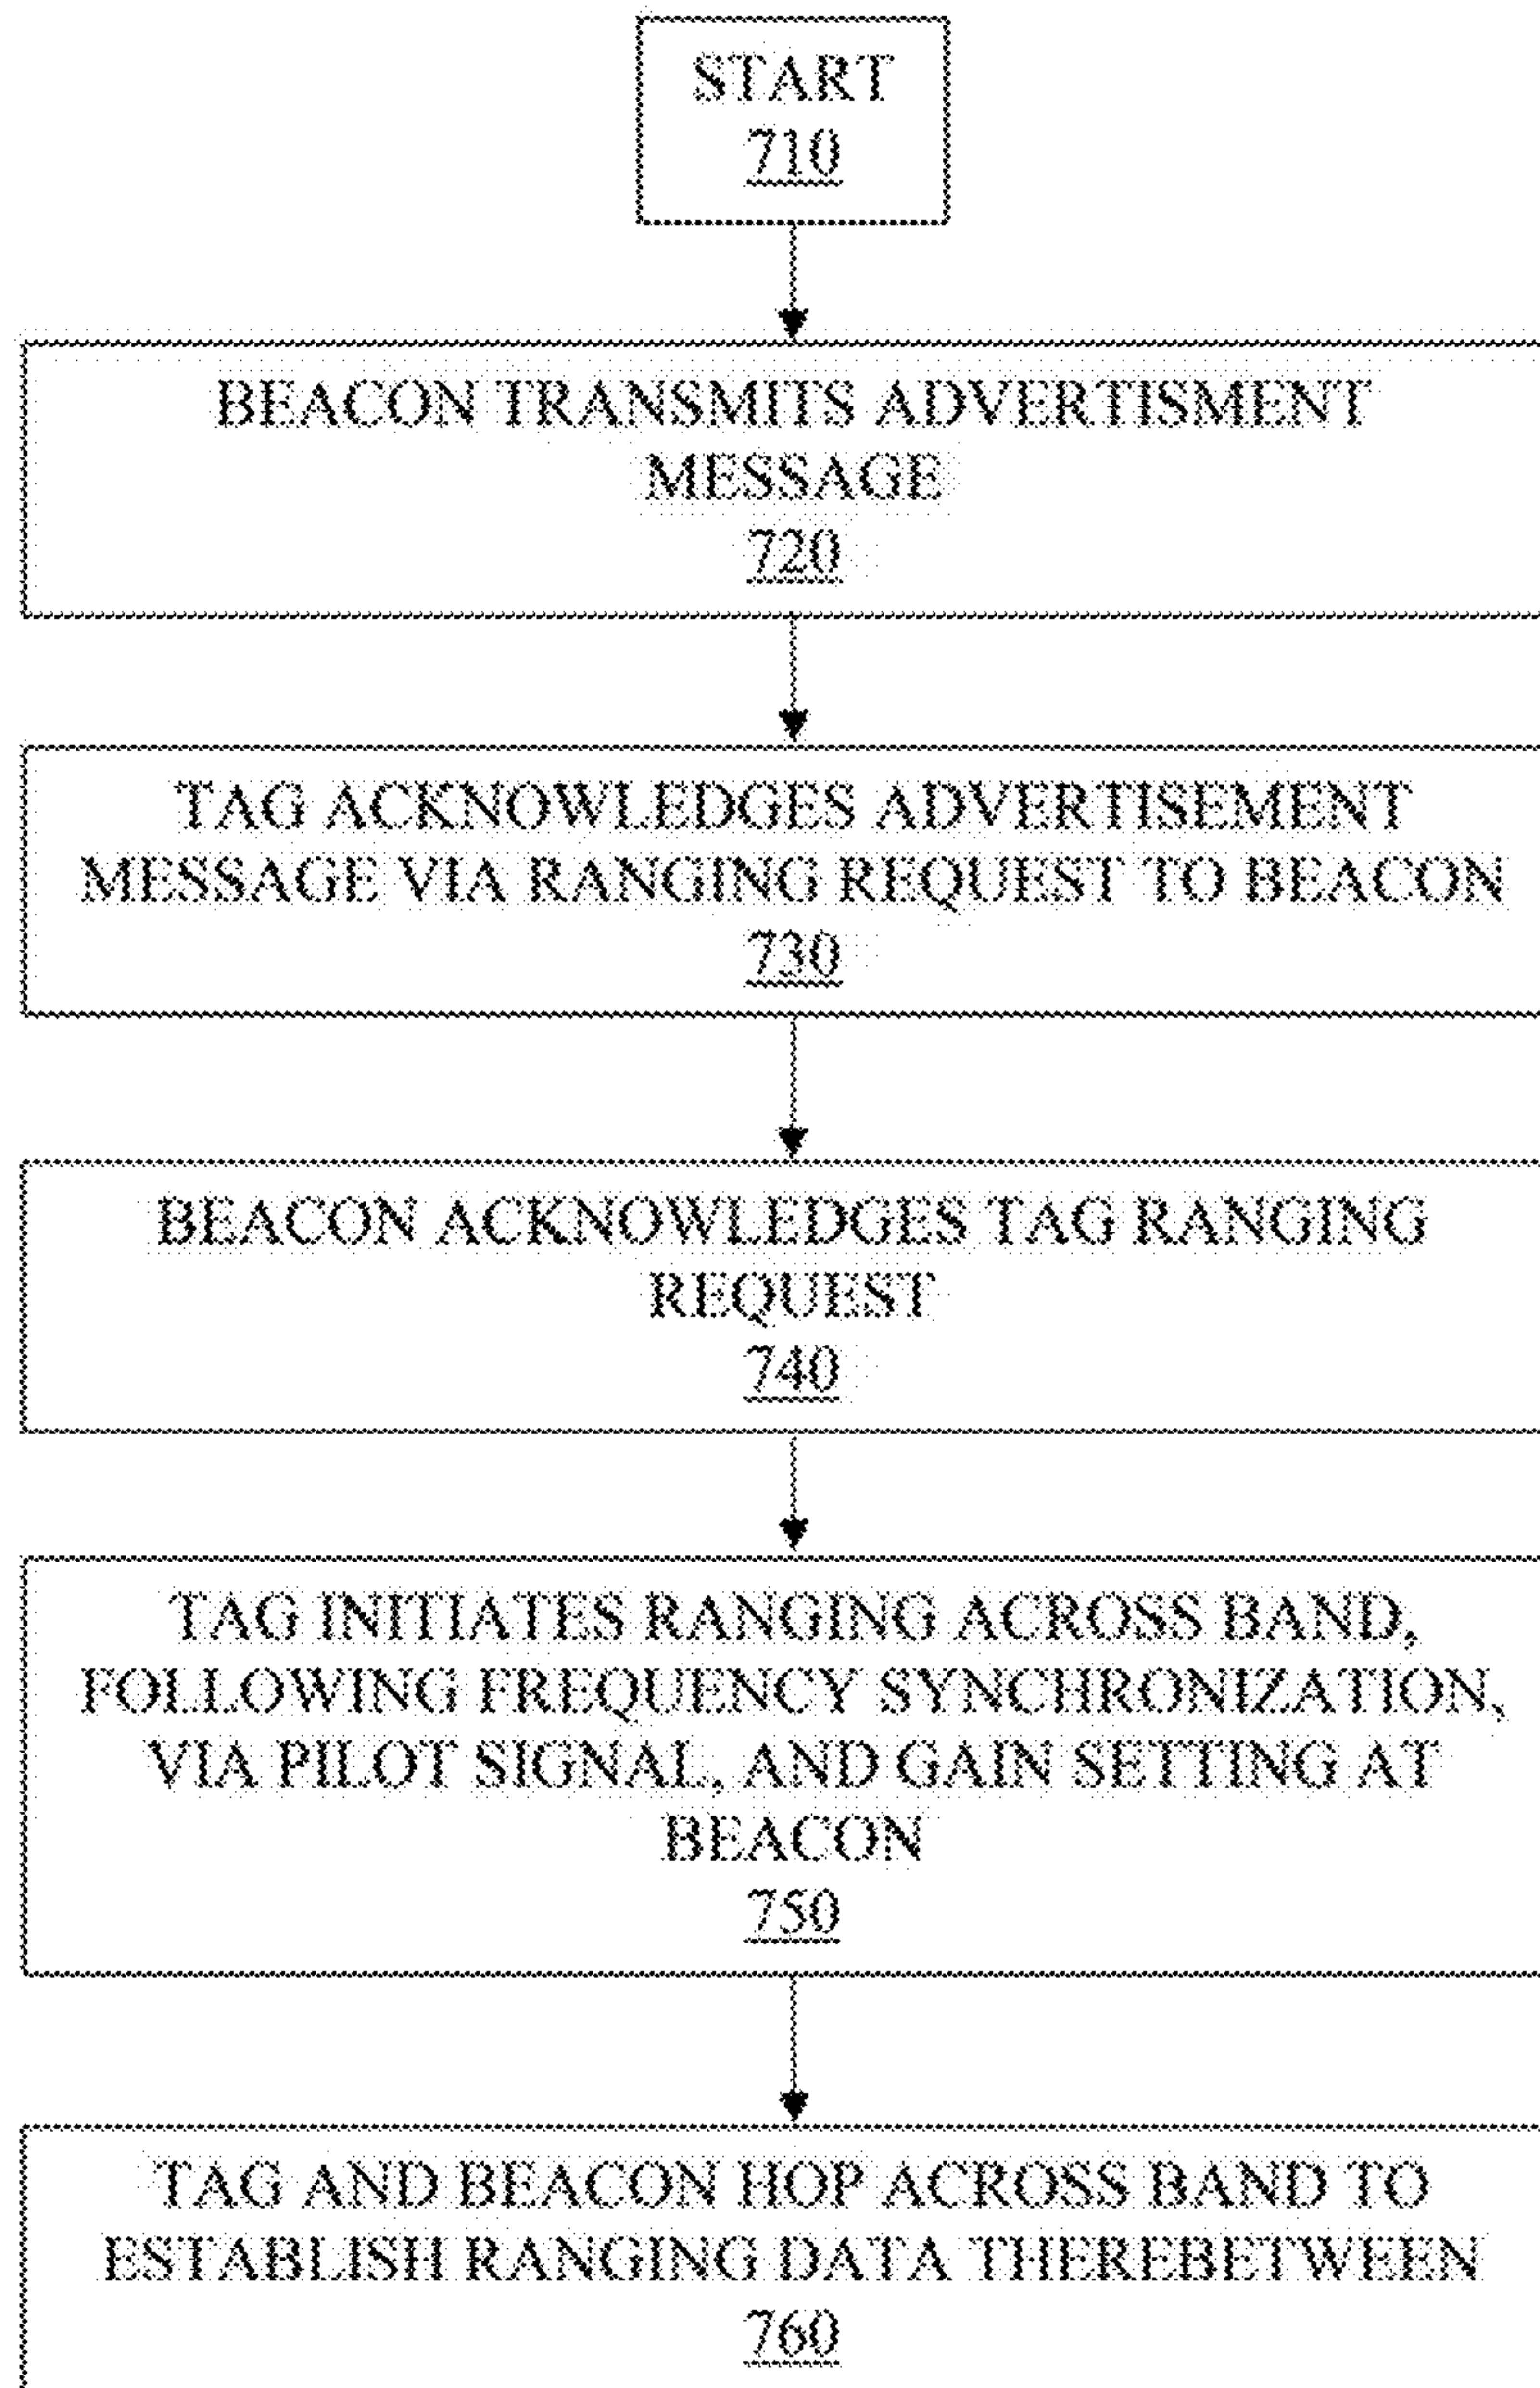 START
710
BEACON TRANSMITS ADVERTISMENT
MESSAGE
720
TAG ACKNOWLEDGES ADVERTISEMENT
MESSAGE VIA RANGING REQUEST TO BEACON
730
BEACON ACKNOWLEDGES TAG RANGING
REQUEST
740
TAG INITIATES RANGING ACROSS BAND,
FOLLOWING FREQUENCY SYNCHRONIZATION,
VIA PILOT SIGNAL, AND GAIN SETTING AT
BEACON
750
TAG AND BEACON HOP ACROSS BAND TO
ESTABLISH RANGING DATA THEREBETWEEN
760